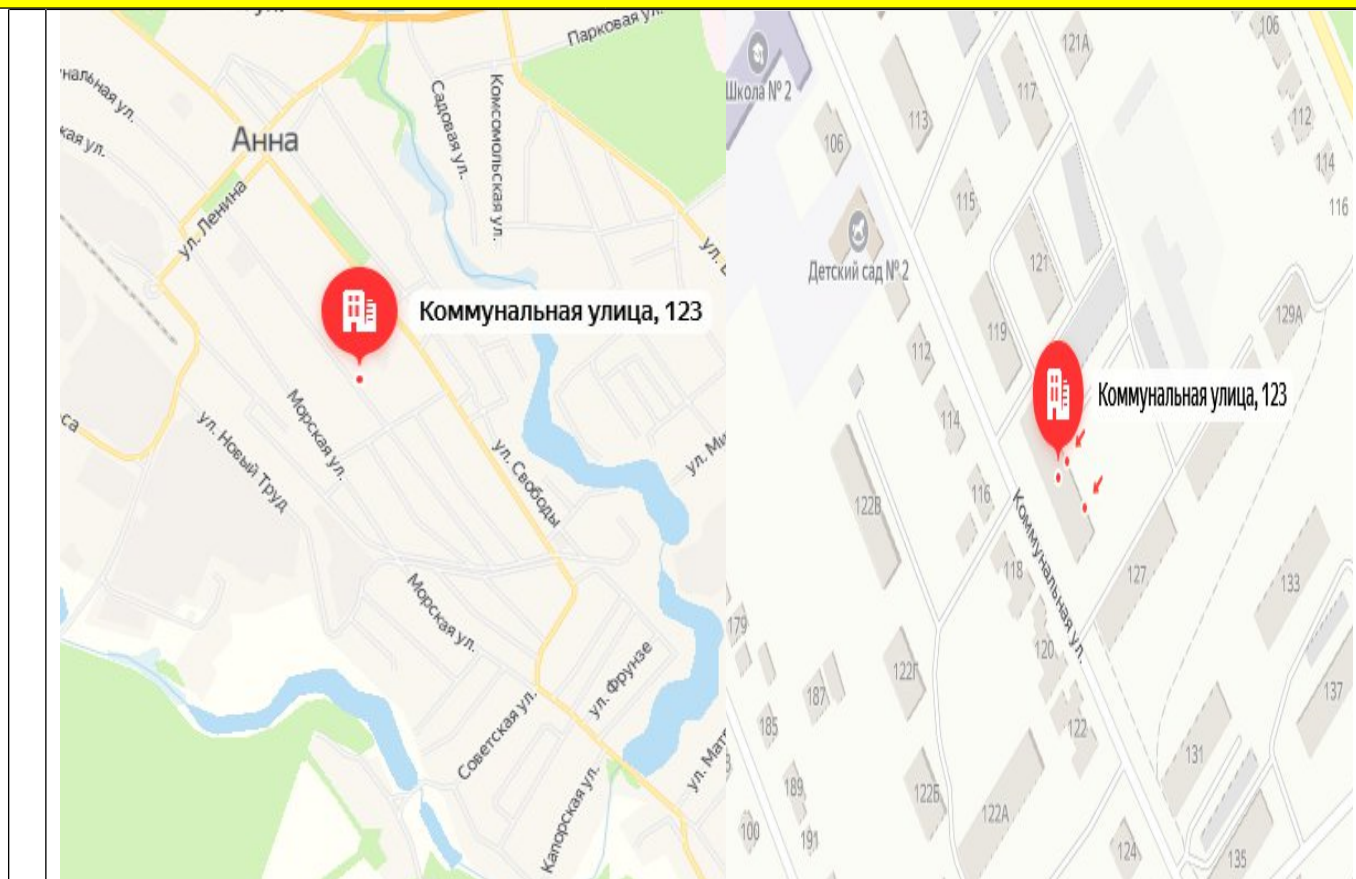 Парковая ул.
Садовая ул.
Комсомольская ул.
Анна
ул. Ленина
Коммунальная улица, 123
Морская ул.
ул. Новый Труд
ул. Свободы
Морская ул.
Советская ул.
ул. Фрунзе
Капорская ул.
Школа № 2
106
113
117
121А
106
112
114
116
115
Детский сад № 2
121
119
129А
112
114
Коммунальная улица, 123
122В
116
Коммунальная ул.
118
127
133
120
179
187
122Г
185
122
131
137
189
122Б
122А
100
191
124
135